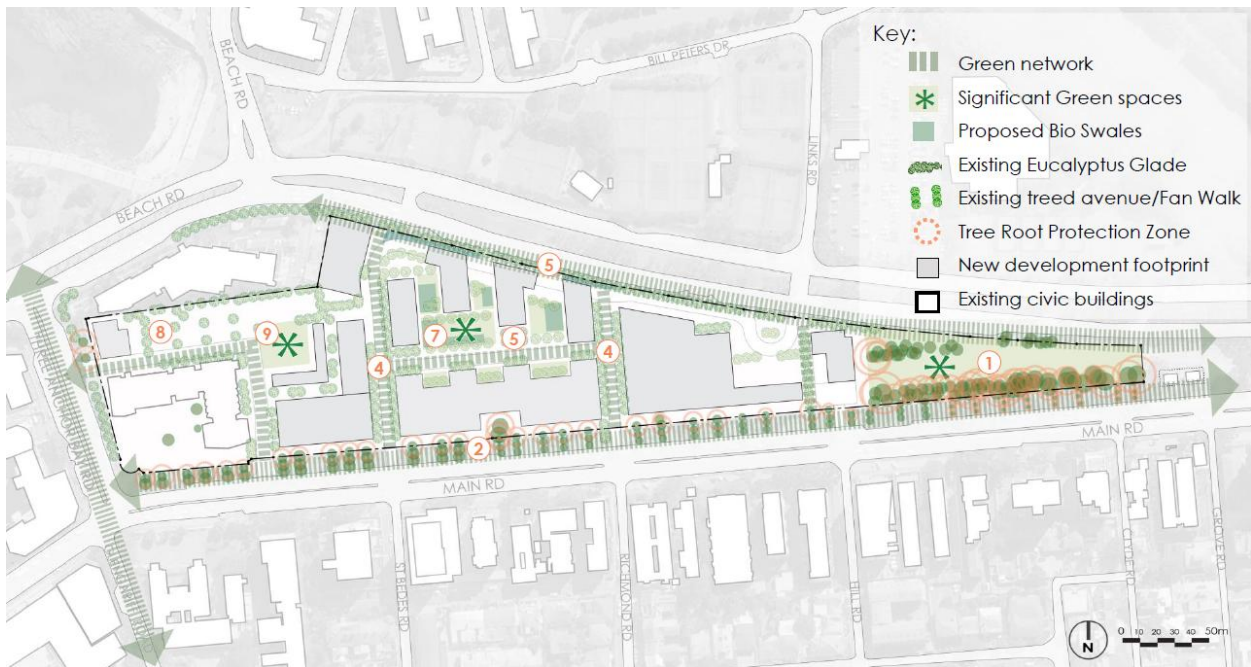 Key:
Green network
Significant Green spaces
Proposed Bio Swales
Existing Eucalyptus Glade
Existing treed avenue/Fan Walk
Tree Root Protection Zone
New development footprint
Existing civic buildings
BEACH RD
BILL PETERS DR
LINKS RD
BEACH RD
5
8
9
7
5
4
4
1
2
MAIN RD
MAIN RD
ST BEDES RD
RICHMOND RD
HILL RD
CLYDE RD
GROVE RD
N
0 10 20 30 40 50m